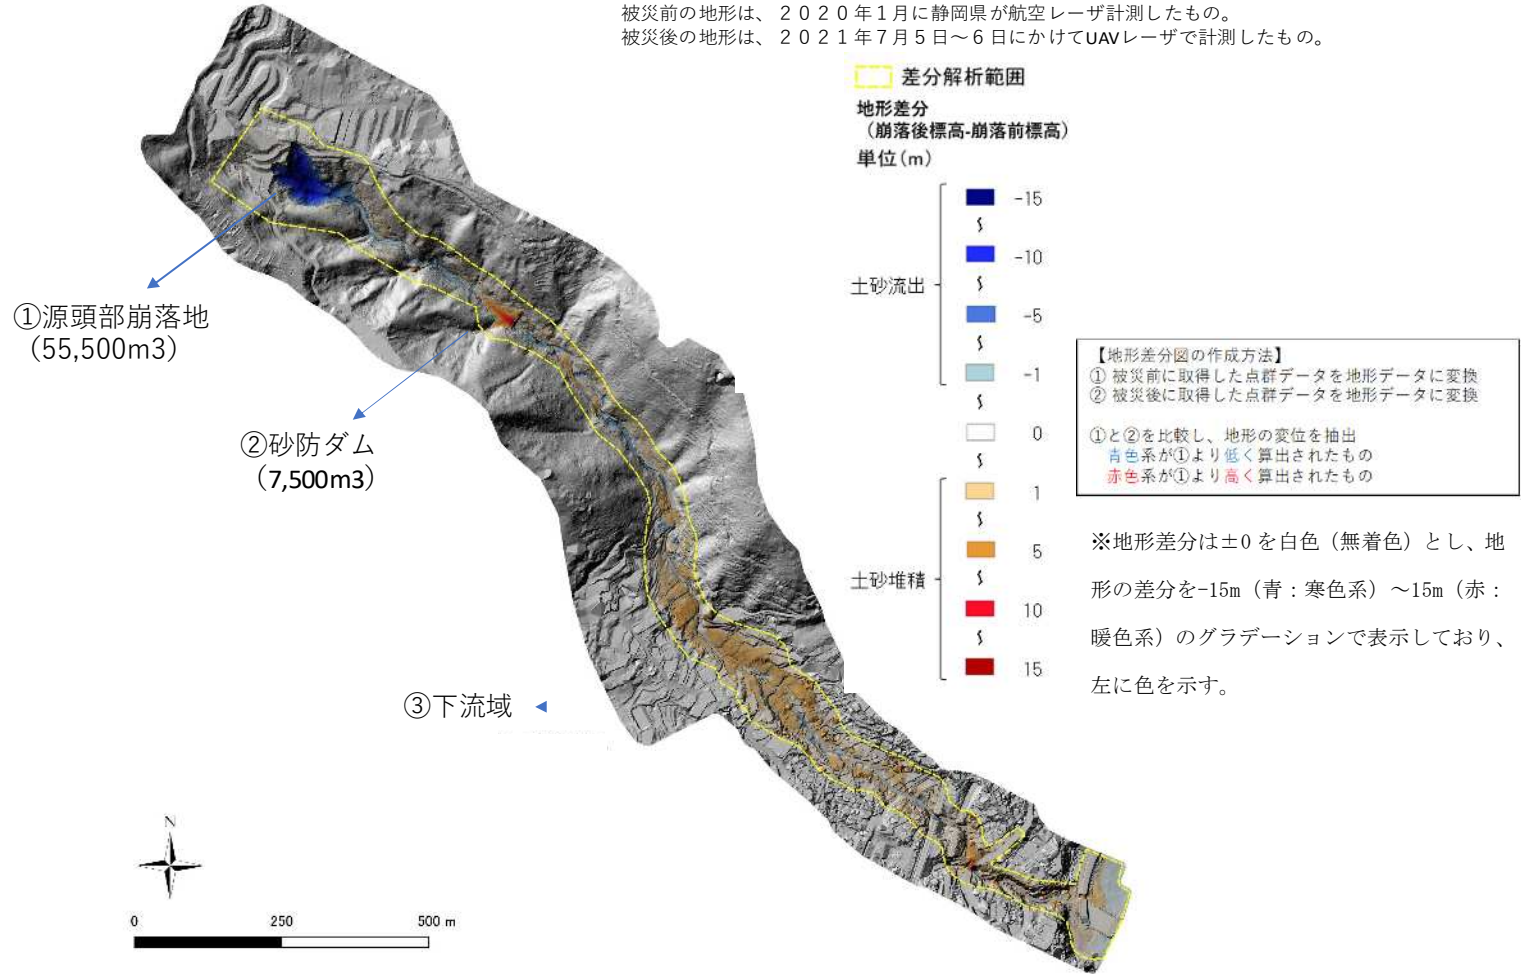 被災前の地形は、２０２０年１月に静岡県が航空レーザ計測したもの。
被災後の地形は、２０２１年７月５日～６日にかけてUAVレーザで計測したもの。
差分解析範囲
地形差分
（崩落後標高-崩落前標高）
単位(m)
土砂流出
-15
-10
-5
-1
0
土砂堆積
1
5
10
15
①源頭部崩落地
（55,500m3）
②砂防ダム
（7,500m3）
③下流域
【地形差分図の作成方法】
① 被災前に取得した点群データを地形データに変換
② 被災後に取得した点群データを地形データに変換
①と②を比較し、地形の変位を抽出
青色系が①より低く算出されたもの
赤色系が①より高く算出されたもの
※地形差分は±0を白色（無着色）とし、地
形の差分を-15m（青：寒色系）～15m（赤：
暖色系）のグラデーションで表示しており、
左に色を示す。
N
0 250 500 m